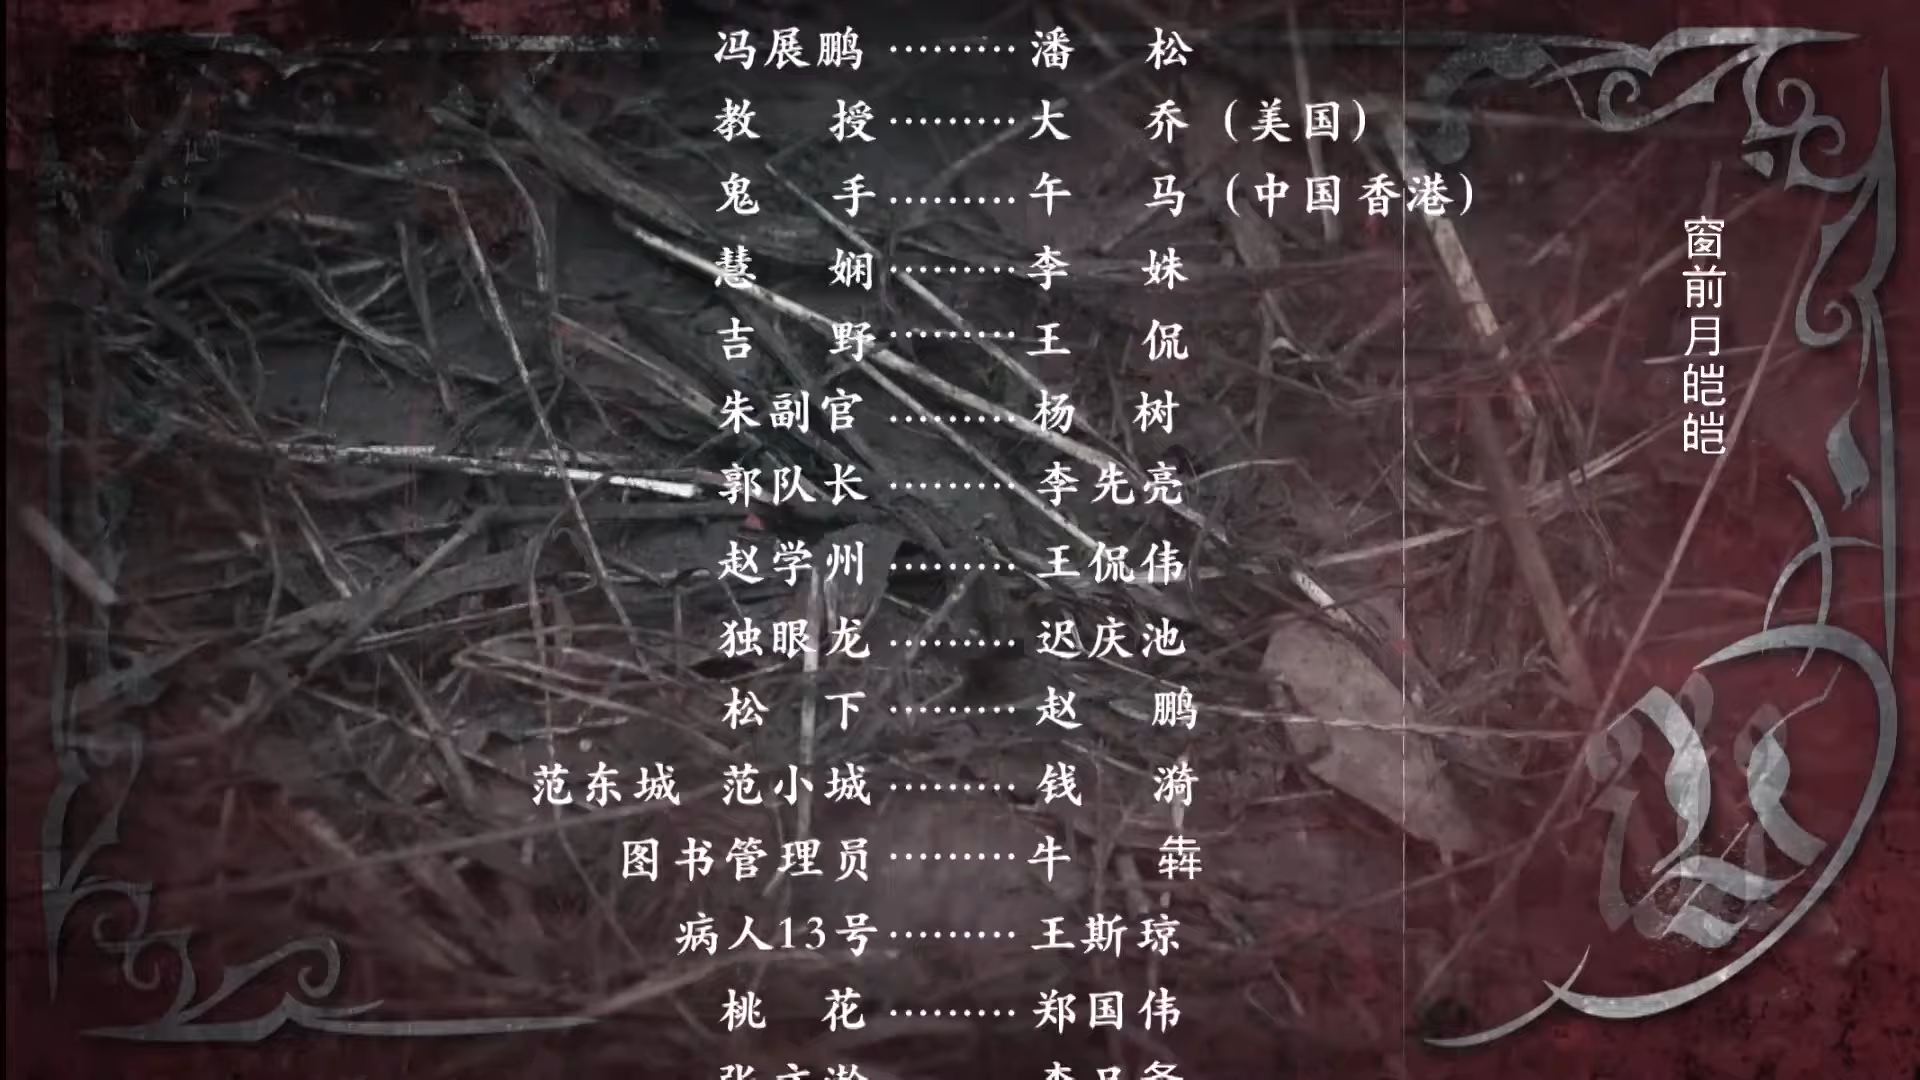 冯展鹏 ········· 潘 松
教 授 ········· 大 乔（美国）
鬼 手 ········· 午 马（中国 香港）
慧 娴 ········· 李 姝
吉 野 ········· 王 侃
朱副官 ········· 杨 树
郭队长 ········· 李先亮
赵学州 ········· 王侃伟
独眼龙 ········· 迟庆池
松 下 ········· 赵 鹏
范东城 范小城 ········· 钱 漪
图书管理员 ········· 牛 犇
病人13号 ········· 王斯琼
桃 花 ········· 郑国伟
窗前月皑皑